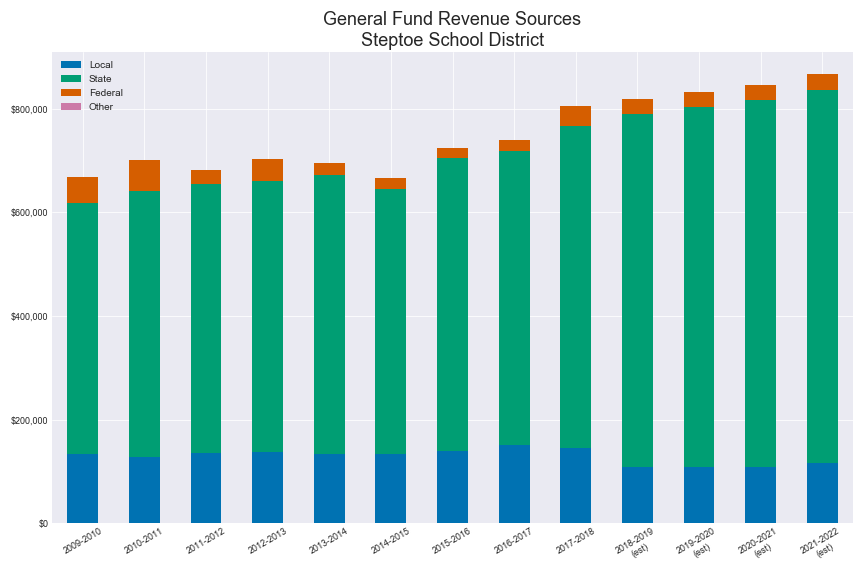 General Fund Revenue Sources
Steptoe School District
Local
State
Federal
Other
$800,000
$600,000
$400,000
$200,000
$0
2009-2010
2010-2011
2011-2012
2012-2013
2013-2014
2014-2015
2015-2016
2016-2017
2017-2018
2018-2019
(est)
2019-2020
(est)
2020-2021
(est)
2021-2022
(est)